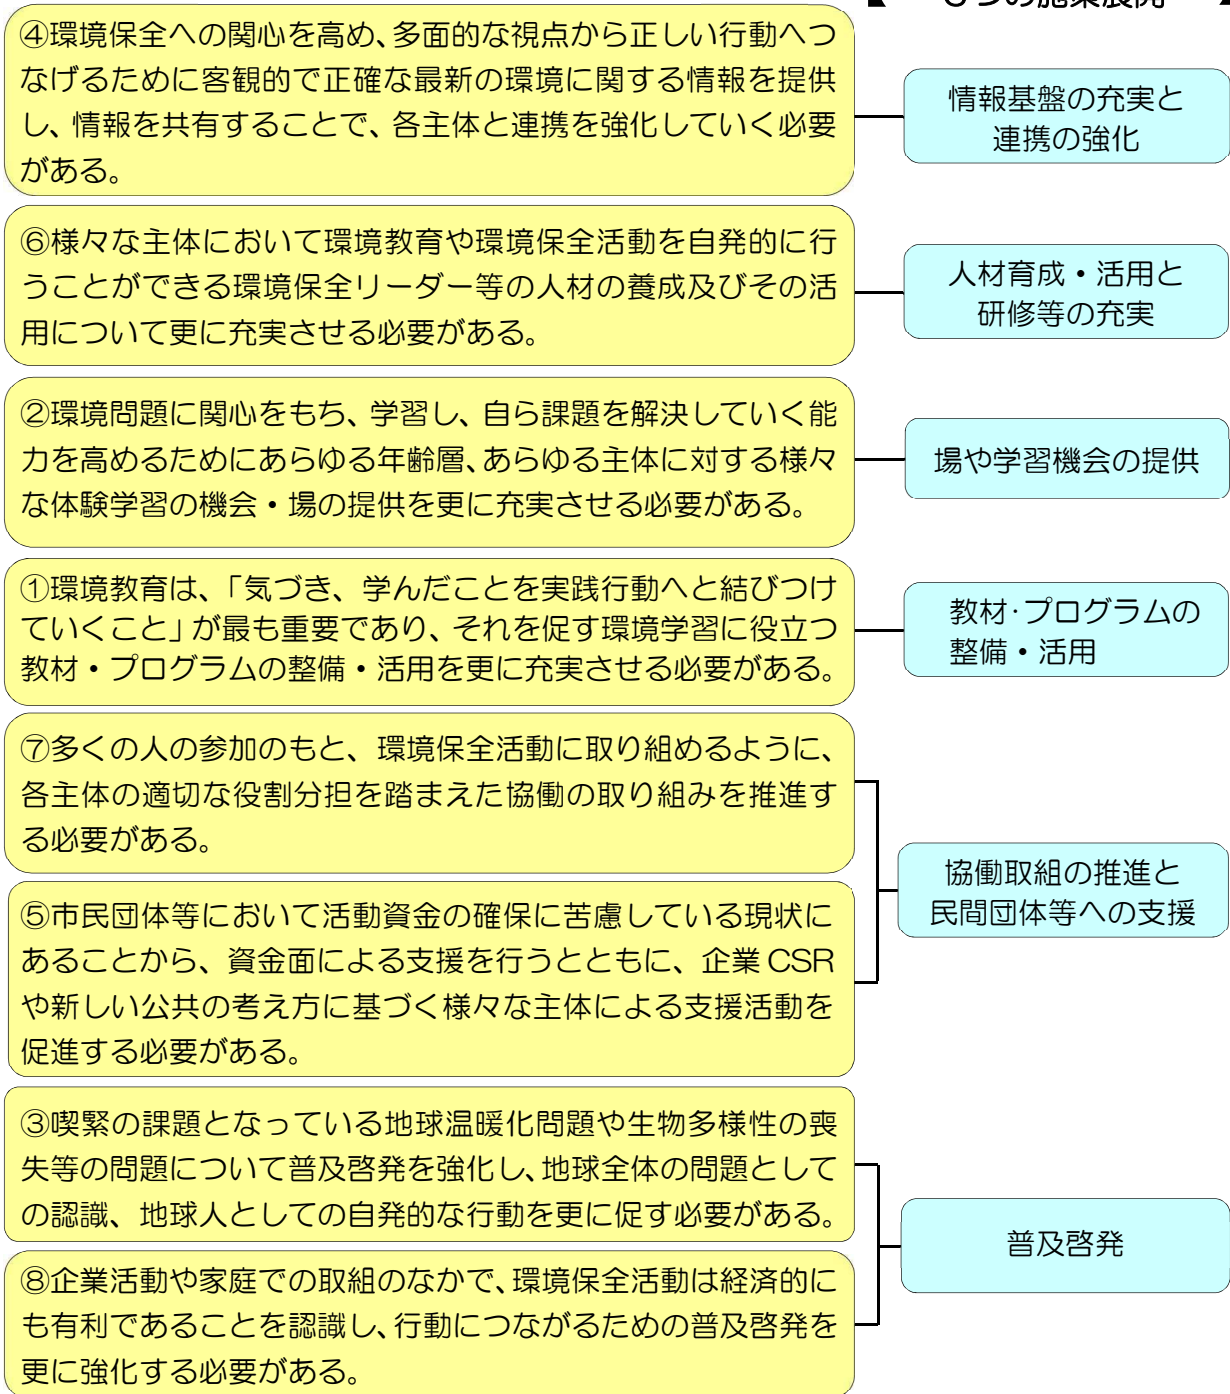 つの施策展開
④環境保全への関心を高め、多面的な視点から正しい行動へつ
なげるために客観的で正確な最新の環境に関する情報を提供
し、情報を共有することで、各主体と連携を強化していく必要
がある。
情報基盤の充実と
連携の強化
⑥様々な主体において環境教育や環境保全活動を自発的に行
うことができる環境保全リーダー等の人材の養成及びその活
用について更に充実させる必要がある。
人材育成・活用と
研修等の充実
②環境問題に関心をもち、学習し、自ら課題を解決していく能
力を高めるためにあらゆる年齢層、あらゆる主体に対する様々
な体験学習の機会・場の提供を更に充実させる必要がある。
場や学習機会の提供
①環境教育は、「気づき、学んだことを実践行動へと結びつけ
ていくこと」が最も重要であり、それを促す環境学習に役立つ
教材・プログラムの整備・活用を更に充実させる必要がある。
教材・プログラムの
整備・活用
⑦多くの人の参加のもと、環境保全活動に取り組めるように、
各主体の適切な役割分担を踏まえた協働の取り組みを推進す
る必要がある。
⑤市民団体等において活動資金の確保に苦慮している現状に
あることから、資金面による支援を行うとともに、企業 CSR
や新しい公共の考え方に基づく様々な主体による支援活動を
促進する必要がある。
協働取組の推進と
民間団体等への支援
③喫緊の課題となっている地球温暖化問題や生物多様性の喪
失等の問題について普及啓発を強化し、地球全体の問題として
の認識、地球人としての自発的な行動を更に促す必要がある。
⑧企業活動や家庭での取組のなかで、環境保全活動は経済的に
も有利であることを認識し、行動につながるための普及啓発を
更に強化する必要がある。
普及啓発